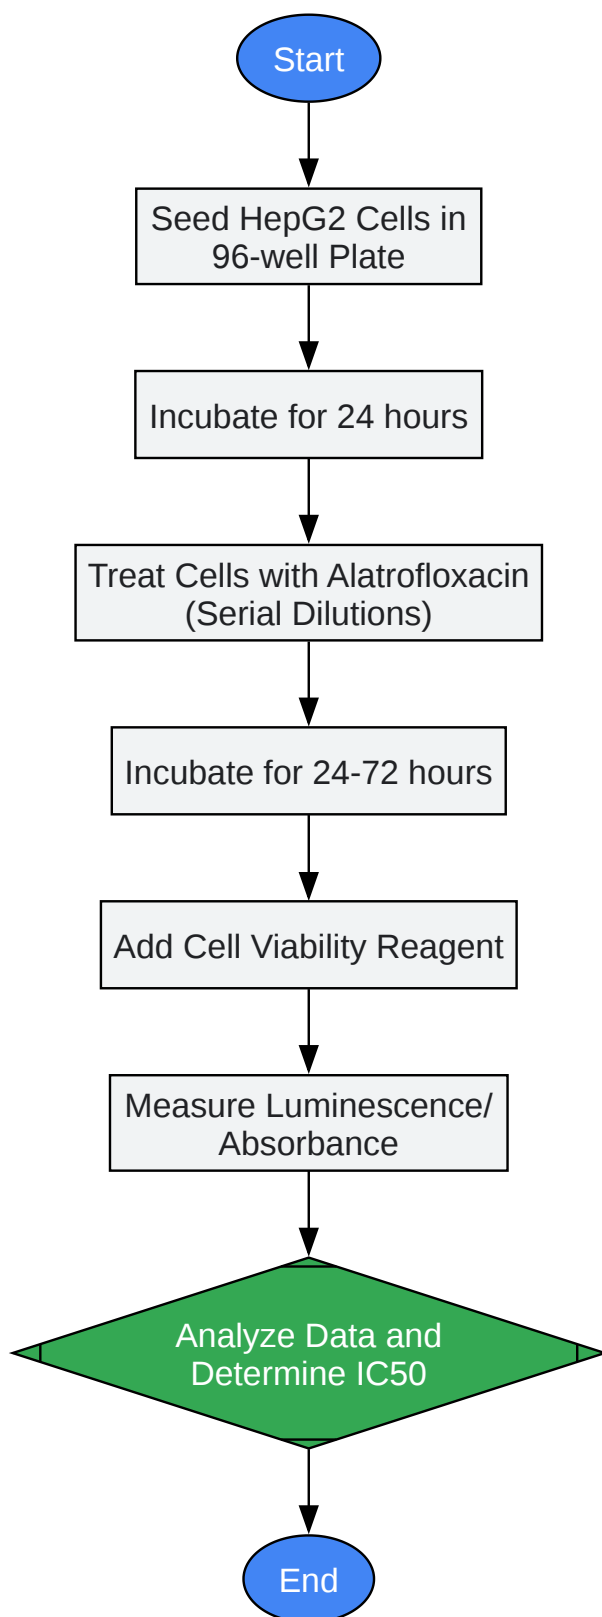 Start
Seed HepG2 Cells in
96-well Plate
Incubate for 24 hours
Treat Cells with Alatrofloxacin
(Serial Dilutions)
Incubate for 24-72 hours
Add Cell Viability Reagent
Measure Luminescence/
Absorbance
Analyze Data and
Determine IC50
End